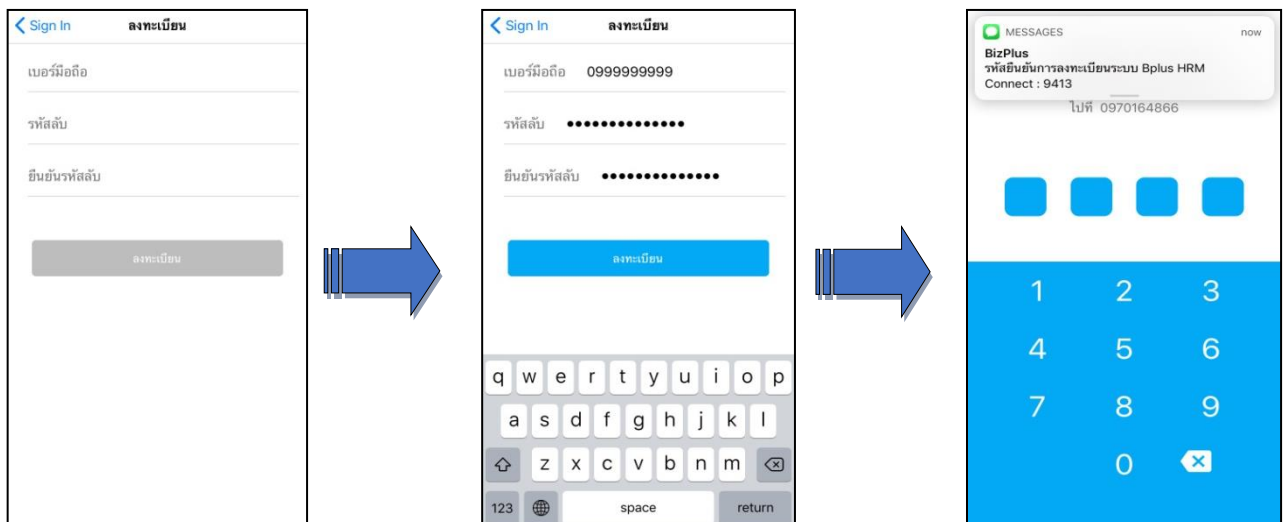 Sign In ลงทะเบียน
เบอร์มือถือ
รหัสลับ
ยืนยันรหัสลับ
ลงทะเบียน
Sign In ลงทะเบียน
เบอร์มือถือ 0999999999
รหัสลับ ••••••••••••••
ยืนยันรหัสลับ ••••••••••••••
ลงทะเบียน
q w e r t y u i o p
a s d f g h j k l
z x c v b n m
123 space return
MESSAGES now
BizPlus
รหัสยืนยันการลงทะเบียนระบบ Bplus HRM
Connect : 9413
ไปที่ 0970164866
1 2 3
4 5 6
7 8 9
0